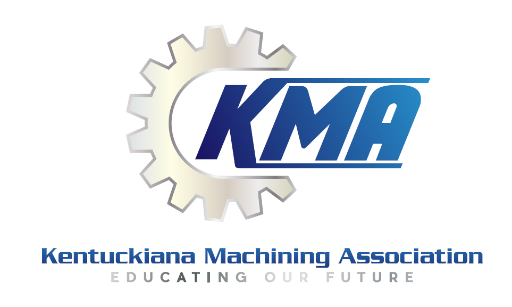 KMA
Kentuckiana Machining Association
EDUCATING OUR FUTURE